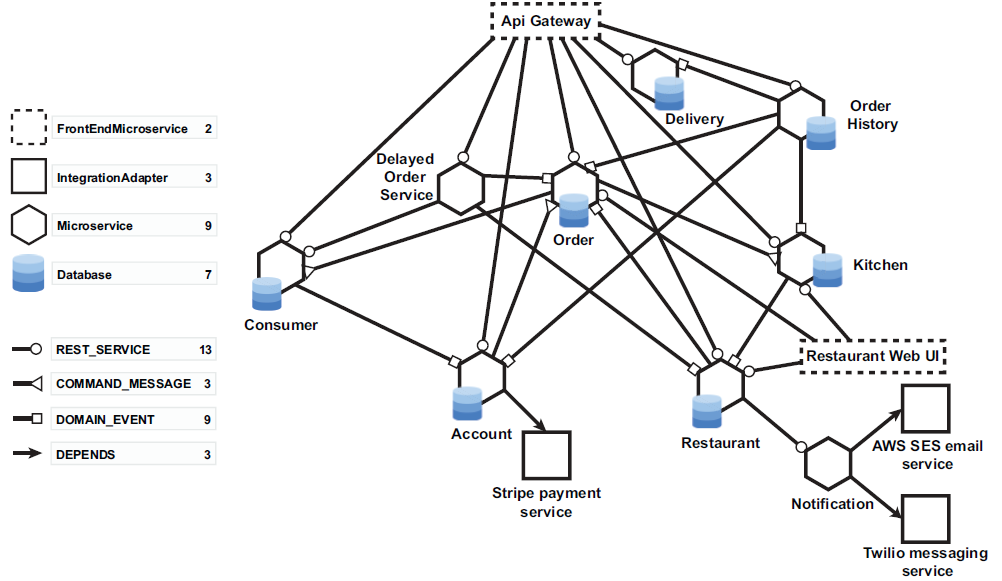 Api Gateway
Delivery
Order
History
Delayed
Order
Service
Order
Kitchen
Consumer
Restaurant Web UI
Account
Restaurant
AWS SES email
service
Stripe payment
service
Notification
Twilio messaging
service
FrontEndMicroservice 2
IntegrationAdapter 3
Microservice 9
Database 7
REST_SERVICE 13
COMMAND_MESSAGE 3
DOMAIN_EVENT 9
DEPENDS 3